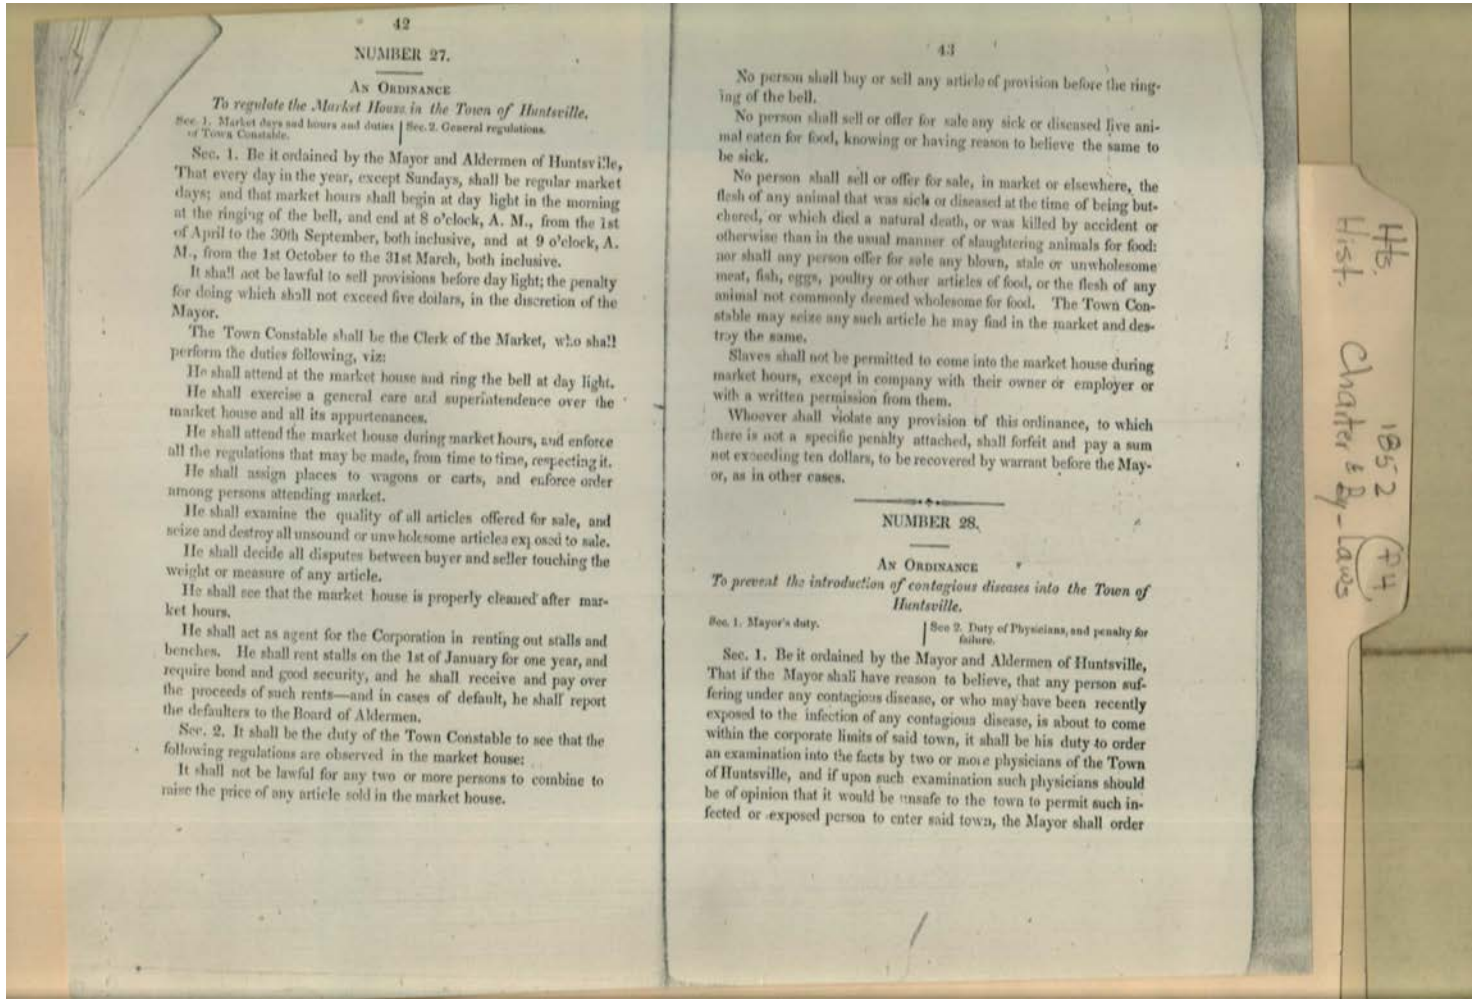 42
NUMBER 27.
AN ORDINANCE
To regulate the Market House in the Town of Huntsville.
Sec. 1. Market days and hours and duties of Town Constable.
Sec. 2. General regulations.
Sec. 1. Be it ordained by the Mayor and Aldermen of Huntsville,
That every day in the year, except Sundays, shall be regular market
days; and that market hours shall begin at day light in the morning
at the ringing of the bell, and end at 8 o'clock, A. M., from the 1st
of April to the 30th September, both inclusive, and at 9 o'clock, A.
M., from the 1st October to the 31st March, both inclusive.
It shall not be lawful to sell provisions before day light; the penalty
for doing which shall not exceed five dollars, in the discretion of the
Mayor.
The Town Constable shall be the Clerk of the Market, who shall
perform the duties following, viz:
He shall attend at the market house and ring the bell at day light.
He shall exercise a general care and superintendence over the
market house and all its appurtenances.
He shall attend the market house during market hours, and enforce
all the regulations that may be made, from time to time, respecting it.
He shall assign places to wagons or carts, and enforce order
among persons attending market.
He shall examine the quality of all articles offered for sale, and
seize and destroy all unsound or unwholesome articles exposed to sale.
He shall decide all disputes between buyer and seller touching the
weight or measure of any article.
He shall see that the market house is properly cleaned after mar-
ket hours.
He shall act as agent for the Corporation in renting out stalls and
benches. He shall rent stalls on the 1st of January for one year, and
require bond and good security, and he shall receive and pay over
the proceeds of such rents—and in cases of default, he shall report
the defaulters to the Board of Aldermen.
Sec. 2. It shall be the duty of the Town Constable to see that the
following regulations are observed in the market house:
It shall not be lawful for any two or more persons to combine to
raise the price of any article sold in the market house.
43
No person shall buy or sell any article of provision before the ring-
ing of the bell.
No person shall sell or offer for sale any sick or diseased live ani-
mal eaten for food, knowing or having reason to believe the same to
be sick.
No person shall sell or offer for sale, in market or elsewhere, the
flesh of any animal that was sick or diseased at the time of being but-
chered, or which died a natural death, or was killed by accident or
otherwise than in the usual manner of slaughtering animals for food:
nor shall any person offer for sale any blown, stale or unwholesome
meat, fish, eggs, poultry or other articles of food, or the flesh of any
animal not commonly deemed wholesome for food. The Town Con-
stable may seize any such article he may find in the market and des-
troy the same.
Slaves shall not be permitted to come into the market house during
market hours, except in company with their owner or employer or
with a written permission from them.
Whoever shall violate any provision of this ordinance, to which
there is not a specific penalty attached, shall forfeit and pay a sum
not exceeding ten dollars, to be recovered by warrant before the May-
or, as in other cases.
NUMBER 28.
AN ORDINANCE
To prevent the introduction of contagious diseases into the Town of
Huntsville.
Sec. 1. Mayor's duty.
Sec 2. Duty of Physicians, and penalty for
failure.
Sec. 1. Be it ordained by the Mayor and Aldermen of Huntsville,
That if the Mayor shall have reason to believe, that any person suf-
fering under any contagious disease, or who may have been recently
exposed to the infection of any contagious disease, is about to come
within the corporate limits of said town, it shall be his duty to order
an examination into the facts by two or more physicians of the Town
of Huntsville, and if upon such examination such physicians should
be of opinion that it would be unsafe to the town to permit such in-
fected or exposed person to enter said town, the Mayor shall order
Hts.
Hist. Charter & By-Laws
1852 P4